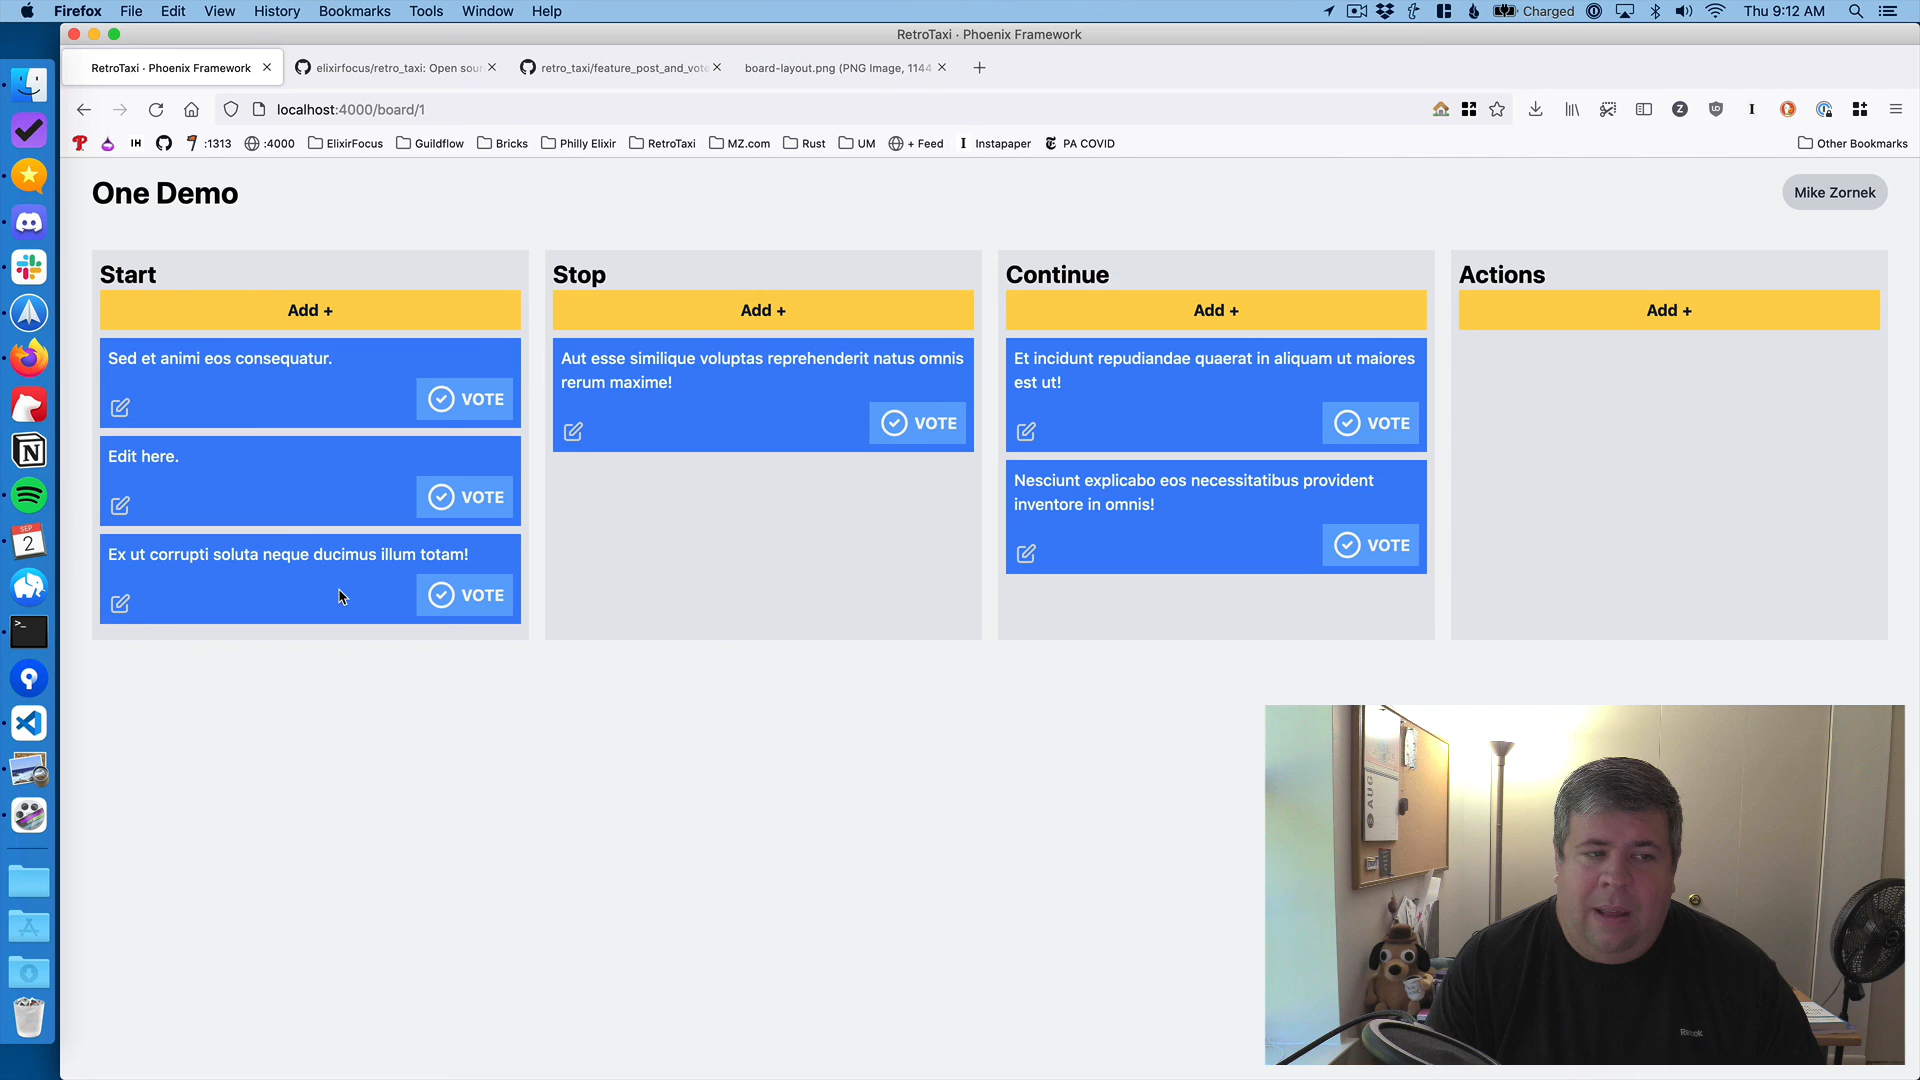 Firefox File Edit View History Bookmarks Tools Window Help
Charged Thu 9:12 AM
RetroTaxi · Phoenix Framework
RetroTaxi · Phoenix Framework
elixirfocus/retro_taxi: Open sour
retro_taxi/feature_post_and_vote
board-layout.png (PNG Image, 1144
localhost:4000/board/1
IH :1313 :4000 ElixirFocus Guildflow Bricks Philly Elixir RetroTaxi MZ.com Rust UM + Feed Instapaper PA COVID Other Bookmarks
One Demo
Mike Zornek
Start
Add +
Sed et animi eos consequatur.
VOTE
Edit here.
VOTE
Ex ut corrupti soluta neque ducimus illum totam!
VOTE
Stop
Add +
Aut esse similique voluptas reprehenderit natus omnis
rerum maxime!
VOTE
Continue
Add +
Et incidunt repudiandae quaerat in aliquam ut maiores
est ut!
VOTE
Nesciunt explicabo eos necessitatibus provident
inventore in omnis!
VOTE
Actions
Add +
SEP
2
AUG
Reebok